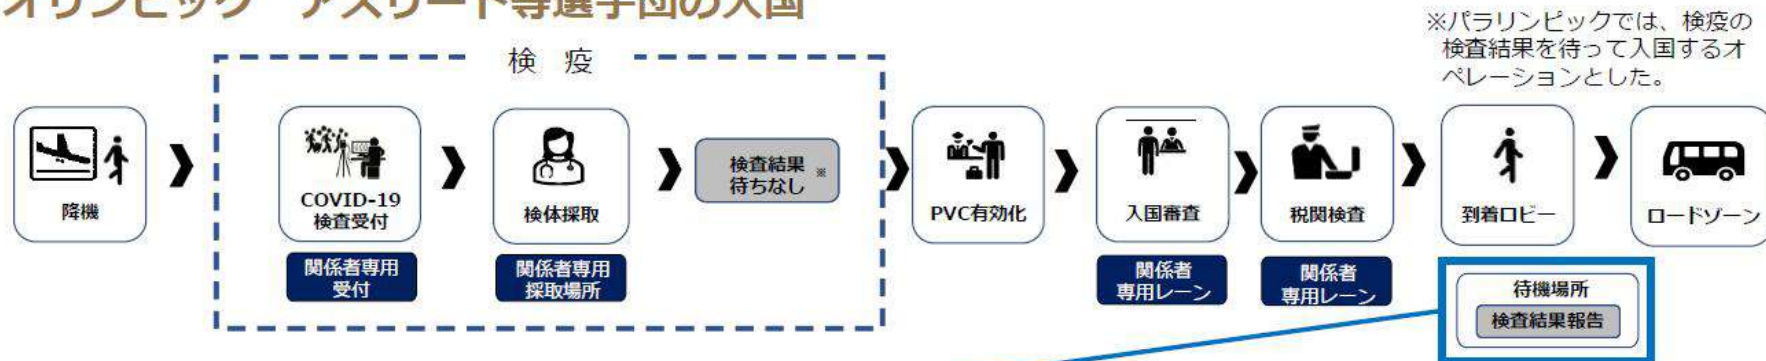 オリンピック アスリート等選手団の入国
※パラリンピックでは、検疫の
検査結果を待って入国するオ
ペレーションとした。
検 疫
降機
COVID-19
検査受付
検体採取
検査結果
待ちなし
※
PVC有効化
入国審査
税関検査
到着ロビー
ロードゾーン
関係者専用
受付
関係者専用
採取場所
関係者
専用レーン
関係者
専用レーン
待機場所
検査結果報告